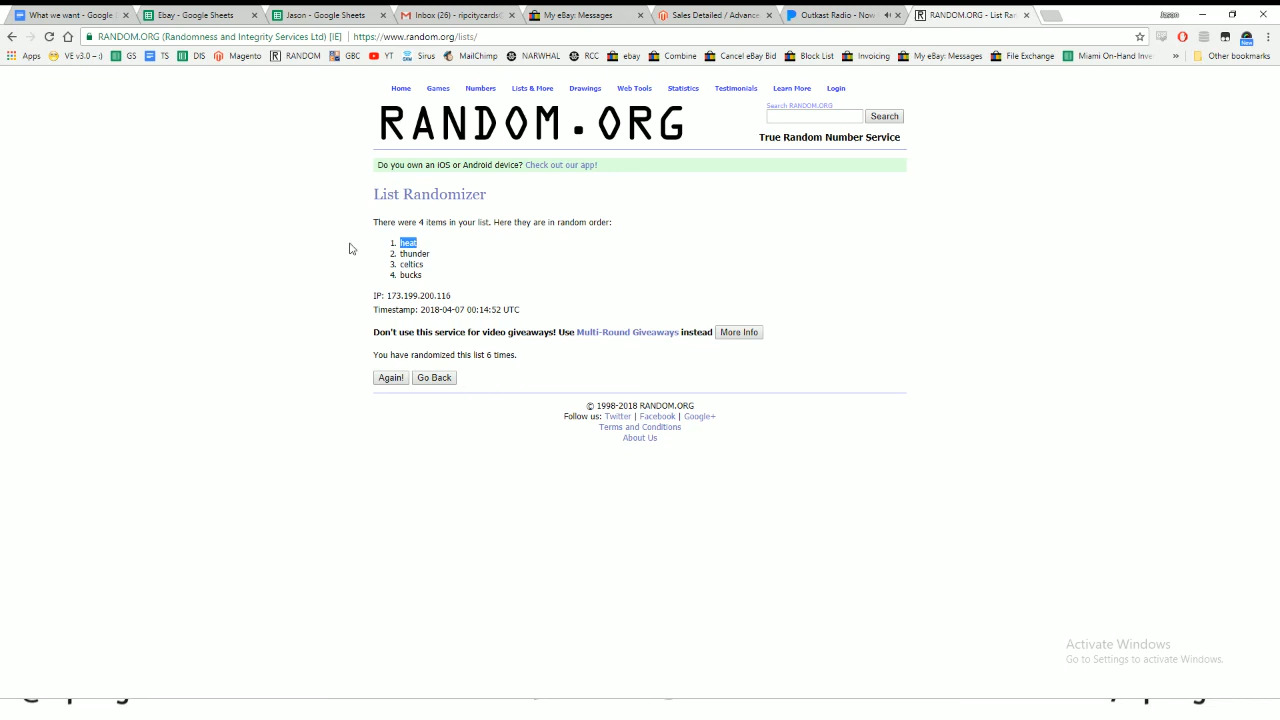 What we want - Google
Ebay - Google Sheets
Jason - Google Sheets
Inbox (26) - ripcitycards
My eBay: Messages
Sales Detailed / Advance
Outkast Radio - Now
RANDOM.ORG - List Ran
Jason
RANDOM.ORG (Randomness and Integrity Services Ltd) [IE] https://www.random.org/lists/
Apps VE v3.0 -- :) GS TS DIS Magento RANDOM GBC YT Sirus MailChimp NARWHAL RCC ebay Combine Cancel eBay Bid Block List Invoicing My eBay: Messages File Exchange Miami On-Hand Inve » Other bookmarks
Home Games Numbers Lists & More Drawings Web Tools Statistics Testimonials Learn More Login
RANDOM.ORG
Search RANDOM.ORG
Search
True Random Number Service
Do you own an iOS or Android device? Check out our app!
List Randomizer
There were 4 items in your list. Here they are in random order:
1. heat
2. thunder
3. celtics
4. bucks
IP: 173.199.200.116
Timestamp: 2018-04-07 00:14:52 UTC
Don't use this service for video giveaways! Use Multi-Round Giveaways instead More Info
You have randomized this list 6 times.
Again! Go Back
© 1998-2018 RANDOM.ORG
Follow us: Twitter | Facebook | Google+
Terms and Conditions
About Us
Activate Windows
Go to Settings to activate Windows.